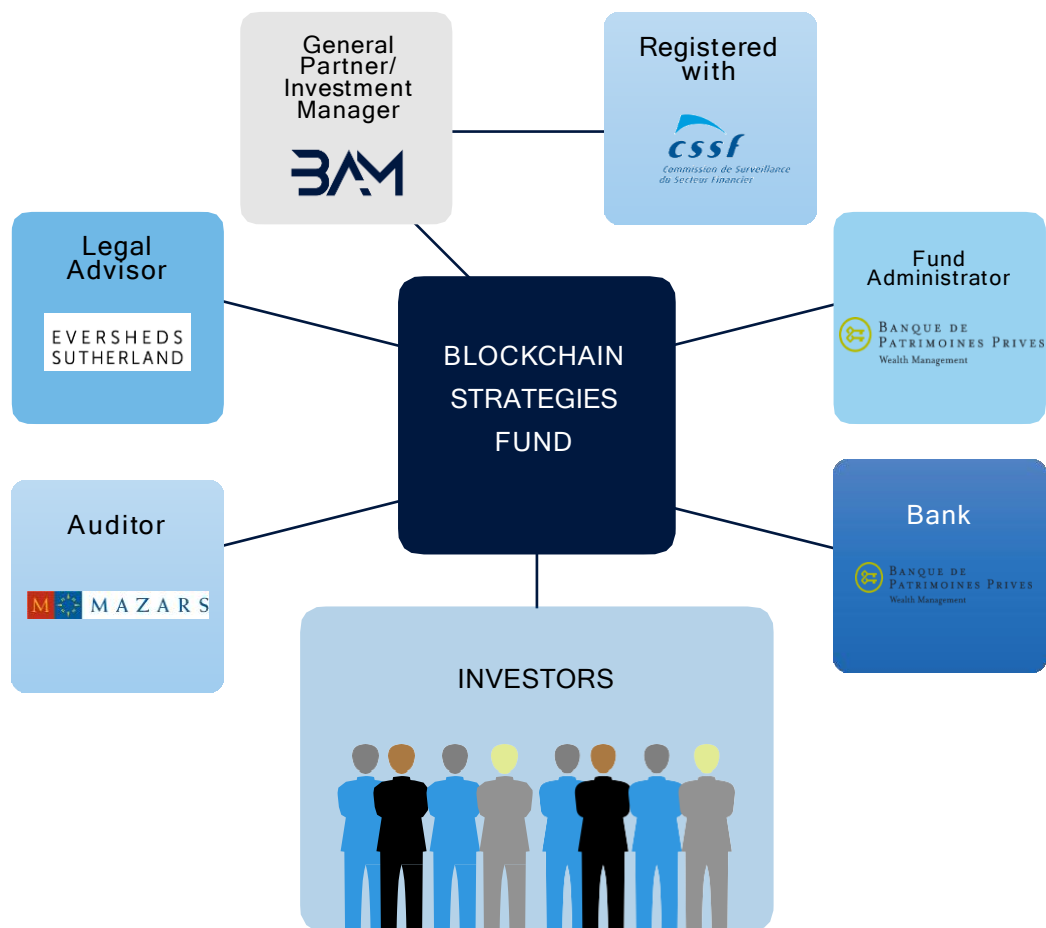 General
Partner/
Investment
Manager
BAM
Registered
with
cssf
Commission de Surveillance
du Secteur Financier
Legal
Advisor
EVERSHEDS
SUTHERLAND
Fund
Administrator
BANQUE DE
PATRIMOINES PRIVES
Wealth Management
BLOCKCHAIN
STRATEGIES
FUND
Auditor
M MAZARS
Bank
BANQUE DE
PATRIMOINES PRIVES
Wealth Management
INVESTORS